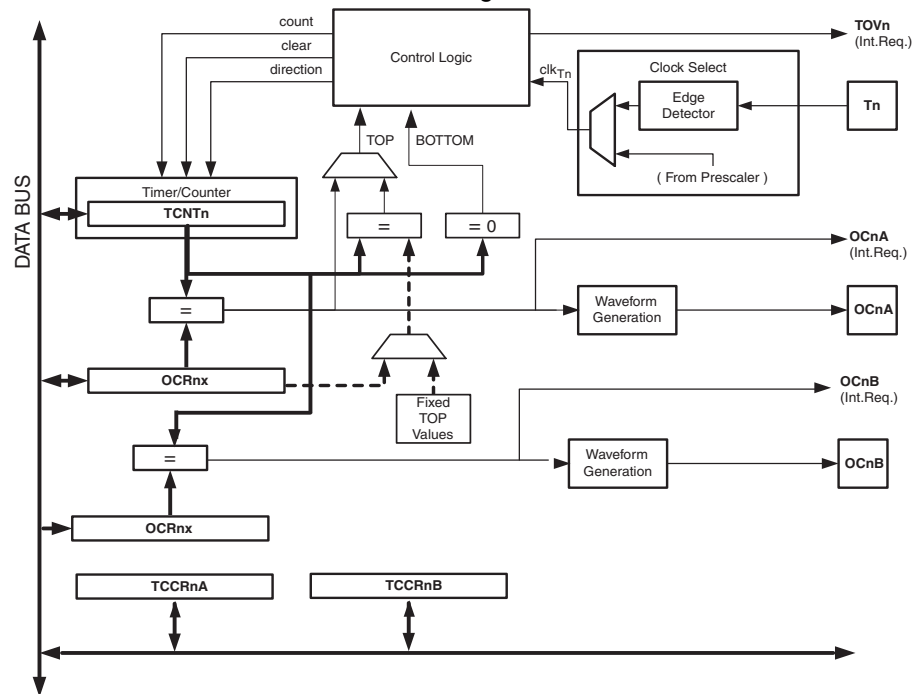 count
clear
direction
Control Logic
TOVn
(Int.Req.)
Clock Select
clkTn
Edge
Detector
Tn
( From Prescaler )
TOP
BOTTOM
Timer/Counter
TCNTn
DATA BUS
=
= 0
OCnA
(Int.Req.)
=
Waveform
Generation
OCnA
OCRnx
Fixed
TOP
Values
OCnB
(Int.Req.)
=
Waveform
Generation
OCnB
OCRnx
TCCRnA
TCCRnB